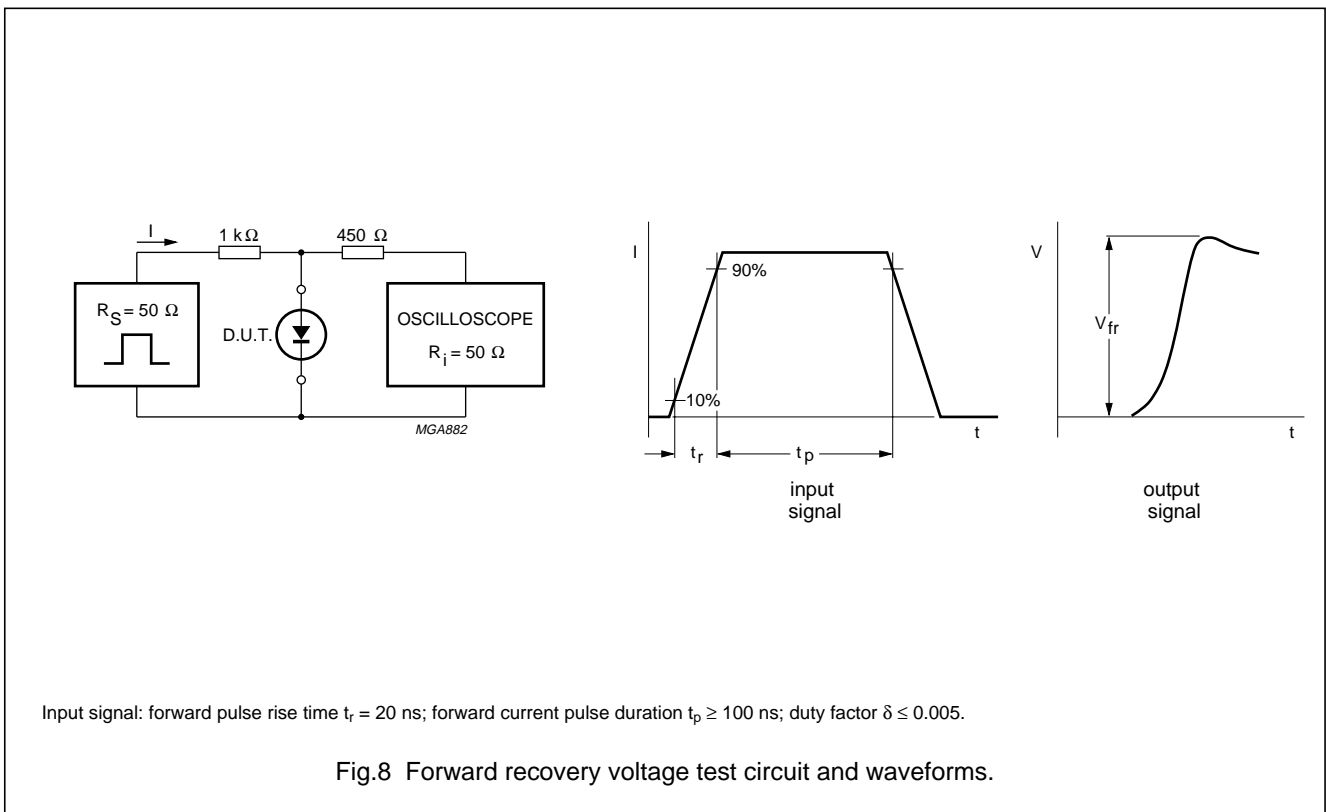 I
1 kΩ
450 Ω
R_S = 50 Ω
D.U.T.
OSCILLOSCOPE
R_i = 50 Ω
MGA882
I
90%
10%
t
t_r
t_p
input
signal
V
V_fr
t
output
signal
Input signal: forward pulse rise time t_r = 20 ns; forward current pulse duration t_p ≥ 100 ns; duty factor δ ≤ 0.005.
Fig.8 Forward recovery voltage test circuit and waveforms.